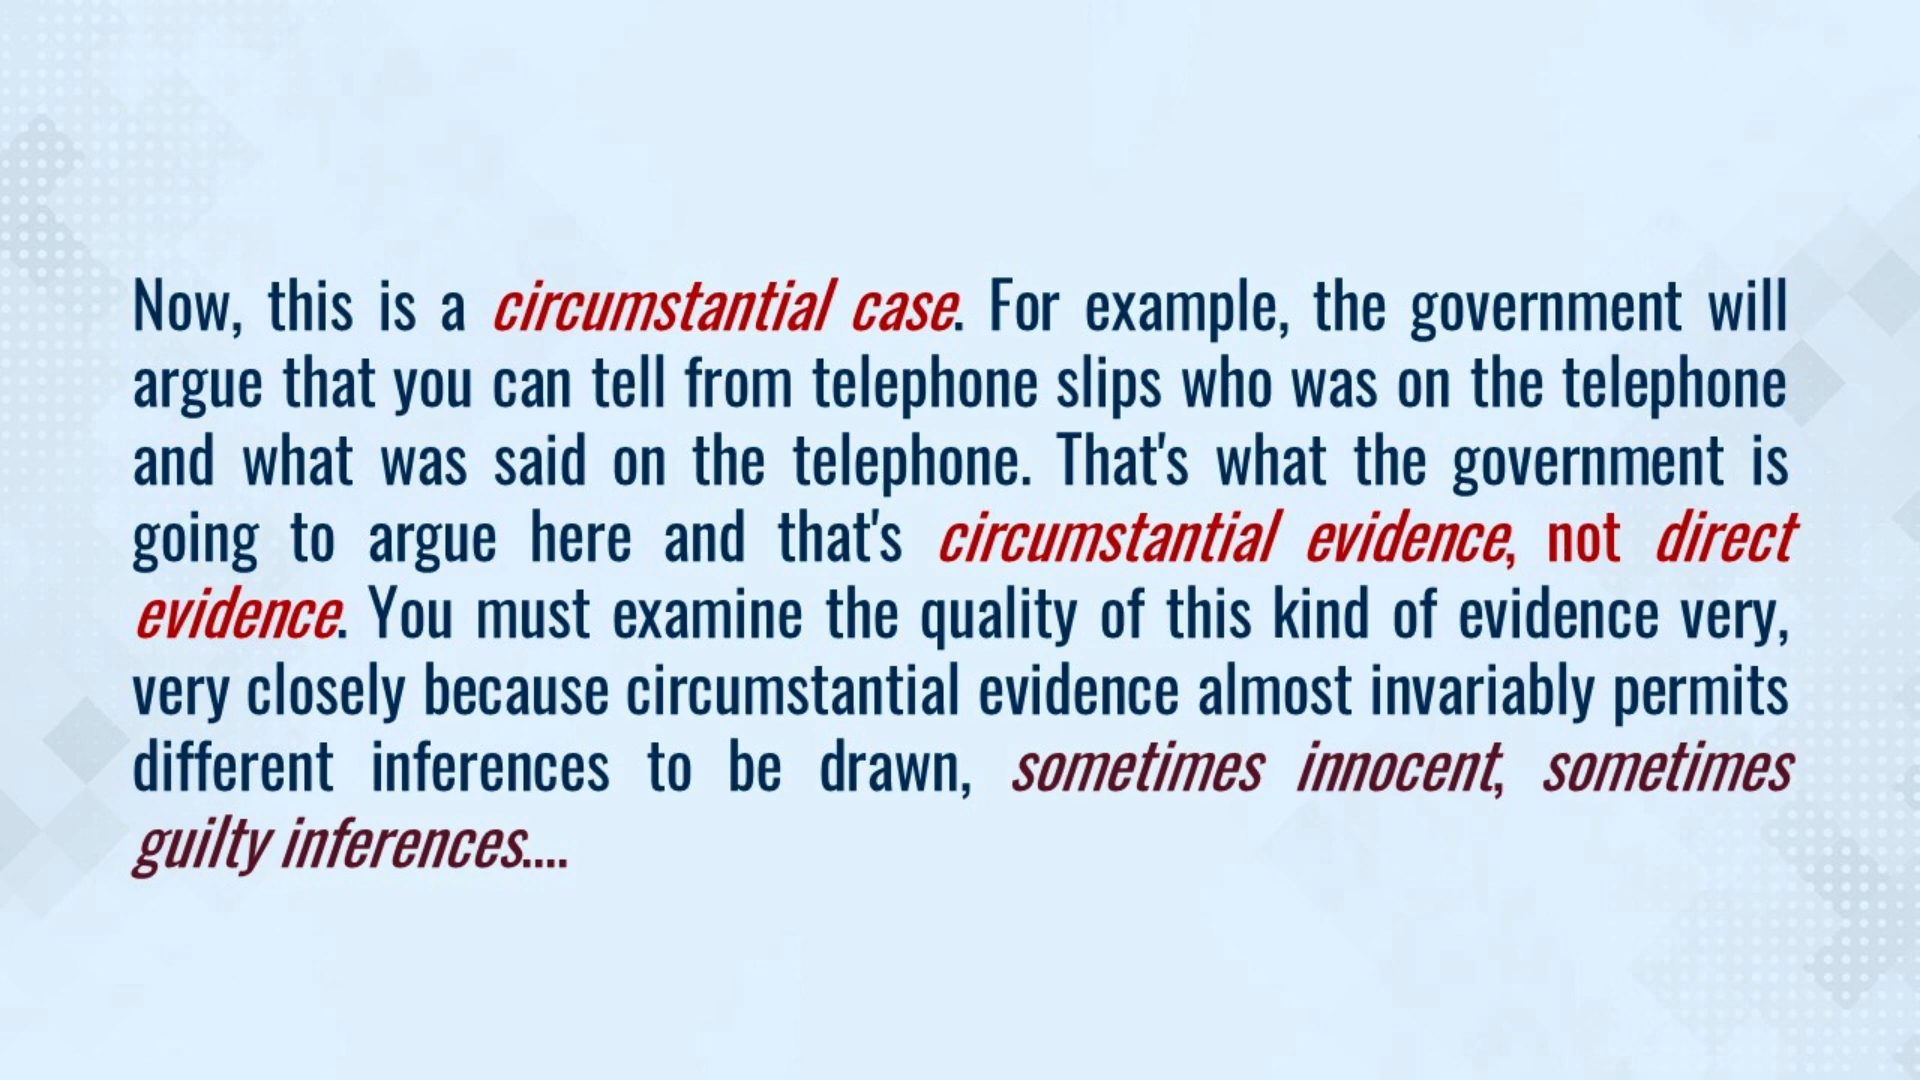 Now, this is a circumstantial case. For example, the government will
argue that you can tell from telephone slips who was on the telephone
and what was said on the telephone. That's what the government is
going to argue here and that's circumstantial evidence, not direct
evidence. You must examine the quality of this kind of evidence very,
very closely because circumstantial evidence almost invariably permits
different inferences to be drawn, sometimes innocent, sometimes
guilty inferences....